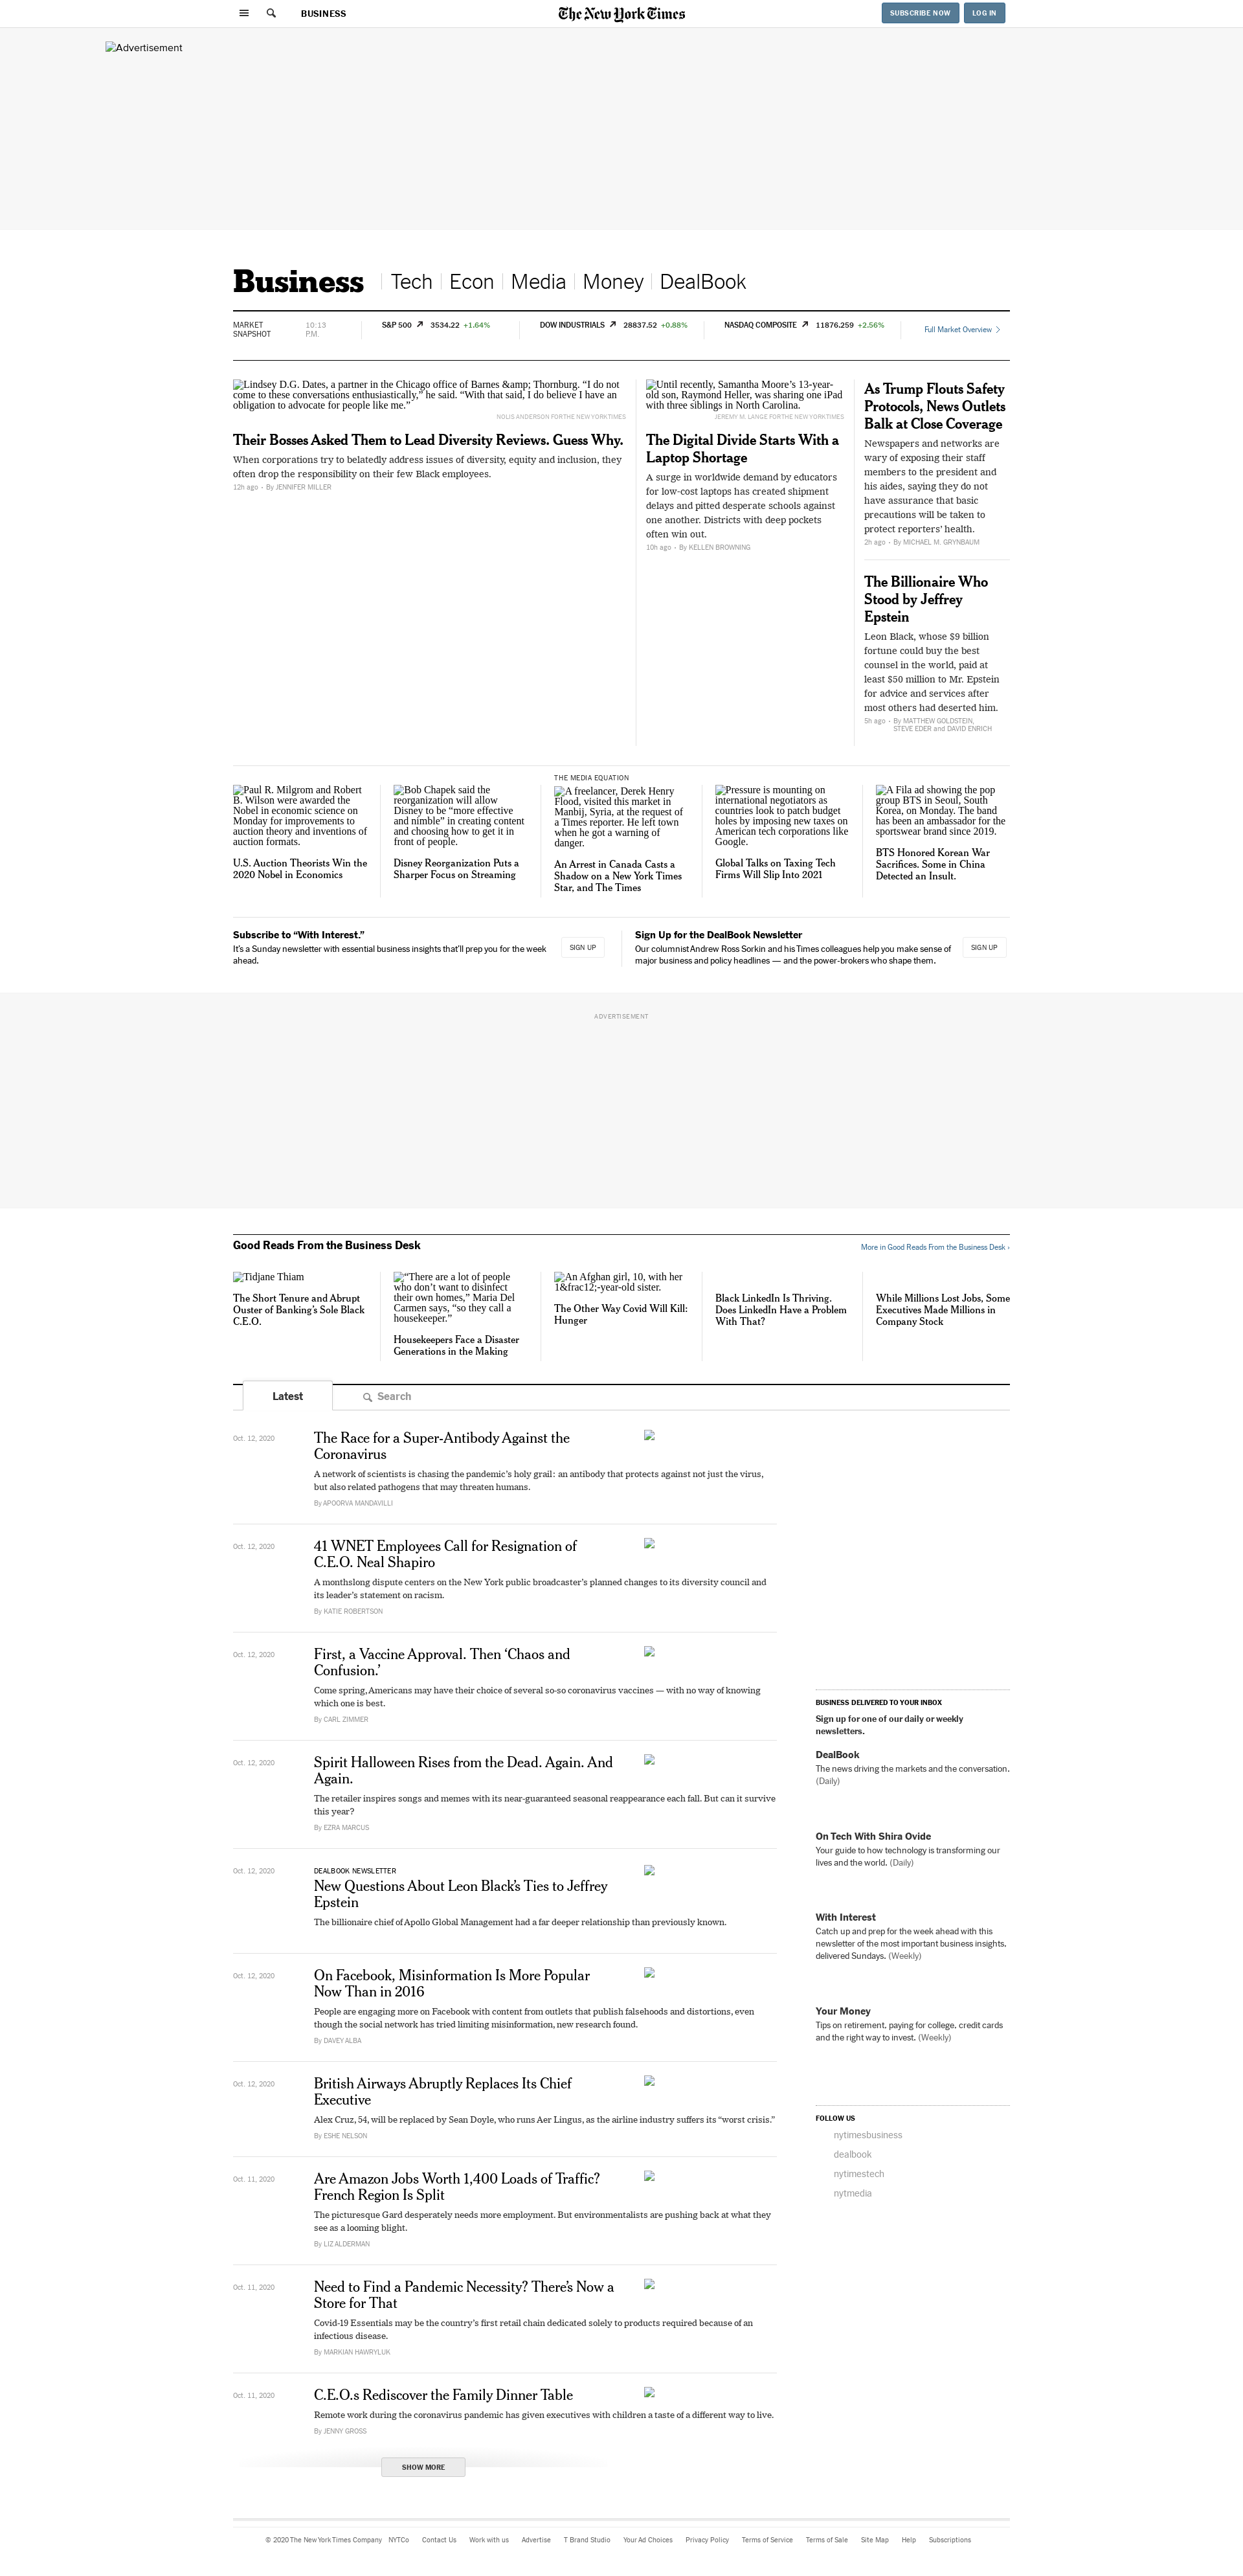 BUSINESS
The New York Times
SUBSCRIBE NOW
LOG IN
Advertisement
Business
Tech
Econ
Media
Money
DealBook
MARKET
SNAPSHOT
10:13
P.M.
S&P 500 3534.22 +1.64%
DOW INDUSTRIALS 28837.52 +0.88%
NASDAQ COMPOSITE 11876.259 +2.56%
Full Market Overview
Lindsey D.G. Dates, a partner in the Chicago office of Barnes &amp; Thornburg. “I do not
come to these conversations enthusiastically,” he said. “With that said, I do believe I have an
obligation to advocate for people like me.”
NOLIS ANDERSON FOR THE NEW YORK TIMES
Their Bosses Asked Them to Lead Diversity Reviews. Guess Why.
When corporations try to belatedly address issues of diversity, equity and inclusion, they
often drop the responsibility on their few Black employees.
12h ago • By JENNIFER MILLER
Until recently, Samantha Moore’s 13-year-
old son, Raymond Heller, was sharing one iPad
with three siblings in North Carolina.
JEREMY M. LANGE FOR THE NEW YORK TIMES
The Digital Divide Starts With a
Laptop Shortage
A surge in worldwide demand by educators
for low-cost laptops has created shipment
delays and pitted desperate schools against
one another. Districts with deep pockets
often win out.
10h ago • By KELLEN BROWNING
As Trump Flouts Safety
Protocols, News Outlets
Balk at Close Coverage
Newspapers and networks are
wary of exposing their staff
members to the president and
his aides, saying they do not
have assurance that basic
precautions will be taken to
protect reporters’ health.
2h ago • By MICHAEL M. GRYNBAUM
The Billionaire Who
Stood by Jeffrey
Epstein
Leon Black, whose $9 billion
fortune could buy the best
counsel in the world, paid at
least $50 million to Mr. Epstein
for advice and services after
most others had deserted him.
5h ago • By MATTHEW GOLDSTEIN,
STEVE EDER and DAVID ENRICH
Paul R. Milgrom and Robert
B. Wilson were awarded the
Nobel in economic science on
Monday for improvements to
auction theory and inventions of
auction formats.
U.S. Auction Theorists Win the
2020 Nobel in Economics
Bob Chapek said the
reorganization will allow
Disney to be “more effective
and nimble” in creating content
and choosing how to get it in
front of people.
Disney Reorganization Puts a
Sharper Focus on Streaming
THE MEDIA EQUATION
A freelancer, Derek Henry
Flood, visited this market in
Manbij, Syria, at the request of
a Times reporter. He left town
when he got a warning of
danger.
An Arrest in Canada Casts a
Shadow on a New York Times
Star, and The Times
Pressure is mounting on
international negotiators as
countries look to patch budget
holes by imposing new taxes on
American tech corporations like
Google.
Global Talks on Taxing Tech
Firms Will Slip Into 2021
A Fila ad showing the pop
group BTS in Seoul, South
Korea, on Monday. The band
has been an ambassador for the
sportswear brand since 2019.
BTS Honored Korean War
Sacrifices. Some in China
Detected an Insult.
Subscribe to “With Interest.”
It’s a Sunday newsletter with essential business insights that’ll prep you for the week
ahead.
SIGN UP
Sign Up for the DealBook Newsletter
Our columnist Andrew Ross Sorkin and his Times colleagues help you make sense of
major business and policy headlines — and the power-brokers who shape them.
SIGN UP
ADVERTISEMENT
Good Reads From the Business Desk
More in Good Reads From the Business Desk ›
Tidjane Thiam
The Short Tenure and Abrupt
Ouster of Banking’s Sole Black
C.E.O.
“There are a lot of people
who don’t want to disinfect
their own homes,” Maria Del
Carmen says, “so they call a
housekeeper.”
Housekeepers Face a Disaster
Generations in the Making
An Afghan girl, 10, with her
1&frac12;-year-old sister.
The Other Way Covid Will Kill:
Hunger
Black LinkedIn Is Thriving.
Does LinkedIn Have a Problem
With That?
While Millions Lost Jobs, Some
Executives Made Millions in
Company Stock
Latest
Search
Oct. 12, 2020
The Race for a Super-Antibody Against the
Coronavirus
A network of scientists is chasing the pandemic’s holy grail: an antibody that protects against not just the virus,
but also related pathogens that may threaten humans.
By APOORVA MANDAVILLI
Oct. 12, 2020
41 WNET Employees Call for Resignation of
C.E.O. Neal Shapiro
A monthslong dispute centers on the New York public broadcaster’s planned changes to its diversity council and
its leader’s statement on racism.
By KATIE ROBERTSON
Oct. 12, 2020
First, a Vaccine Approval. Then ‘Chaos and
Confusion.’
Come spring, Americans may have their choice of several so-so coronavirus vaccines — with no way of knowing
which one is best.
By CARL ZIMMER
Oct. 12, 2020
Spirit Halloween Rises from the Dead. Again. And
Again.
The retailer inspires songs and memes with its near-guaranteed seasonal reappearance each fall. But can it survive
this year?
By EZRA MARCUS
Oct. 12, 2020
DEALBOOK NEWSLETTER
New Questions About Leon Black’s Ties to Jeffrey
Epstein
The billionaire chief of Apollo Global Management had a far deeper relationship than previously known.
Oct. 12, 2020
On Facebook, Misinformation Is More Popular
Now Than in 2016
People are engaging more on Facebook with content from outlets that publish falsehoods and distortions, even
though the social network has tried limiting misinformation, new research found.
By DAVEY ALBA
Oct. 12, 2020
British Airways Abruptly Replaces Its Chief
Executive
Alex Cruz, 54, will be replaced by Sean Doyle, who runs Aer Lingus, as the airline industry suffers its “worst crisis.”
By ESHE NELSON
Oct. 11, 2020
Are Amazon Jobs Worth 1,400 Loads of Traffic?
French Region Is Split
The picturesque Gard desperately needs more employment. But environmentalists are pushing back at what they
see as a looming blight.
By LIZ ALDERMAN
Oct. 11, 2020
Need to Find a Pandemic Necessity? There’s Now a
Store for That
Covid-19 Essentials may be the country’s first retail chain dedicated solely to products required because of an
infectious disease.
By MARKIAN HAWRYLUK
Oct. 11, 2020
C.E.O.s Rediscover the Family Dinner Table
Remote work during the coronavirus pandemic has given executives with children a taste of a different way to live.
By JENNY GROSS
SHOW MORE
BUSINESS DELIVERED TO YOUR INBOX
Sign up for one of our daily or weekly
newsletters.
DealBook
The news driving the markets and the conversation.
(Daily)
On Tech With Shira Ovide
Your guide to how technology is transforming our
lives and the world. (Daily)
With Interest
Catch up and prep for the week ahead with this
newsletter of the most important business insights,
delivered Sundays. (Weekly)
Your Money
Tips on retirement, paying for college, credit cards
and the right way to invest. (Weekly)
FOLLOW US
nytimesbusiness
dealbook
nytimestech
nytmedia
© 2020 The New York Times Company NYTCo Contact Us Work with us Advertise T Brand Studio Your Ad Choices Privacy Policy Terms of Service Terms of Sale Site Map Help Subscriptions